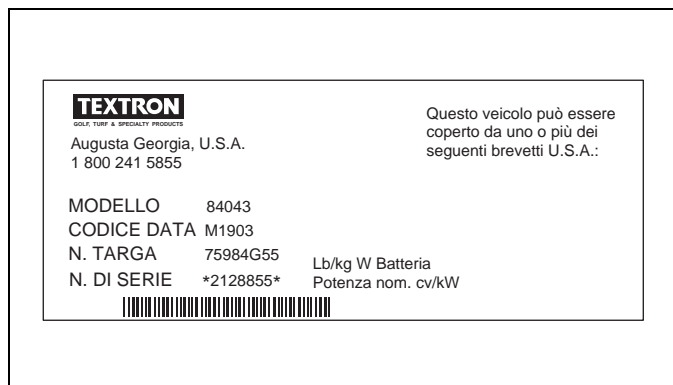 TEXTRON
GOLF, TURF & SPECIALTY PRODUCTS
Augusta Georgia, U.S.A.
1 800 241 5855
Questo veicolo può essere
coperto da uno o più dei
seguenti brevetti U.S.A.:
MODELLO 84043
CODICE DATA M1903
N. TARGA 75984G55
N. DI SERIE *2128855*
Lb/kg W Batteria
Potenza nom. cv/kW